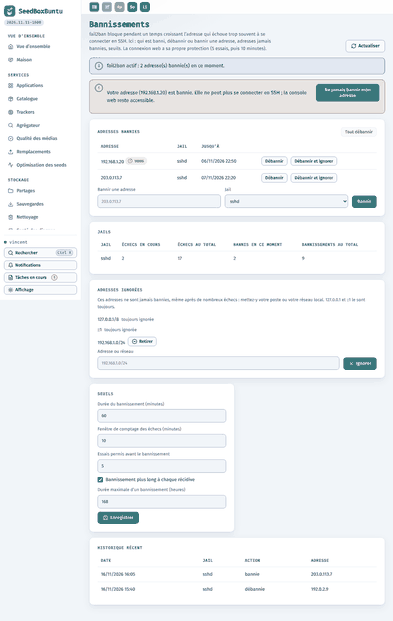 SeedBoxBuntu
2026.11.15-1608
VUE D'ENSEMBLE
Vue d'ensemble
Maison
SERVICES
Applications
Catalogue
Trackers
Agrégateur
Qualité des médias
Remplacements
Optimisation des seeds
STOCKAGE
Partages
Sauvegardes
Nettoyage
vincent
Rechercher
Ctrl K
Notifications
Tâches en cours
Affichage
Bannissements
fail2ban bloque pendant un temps croissant l'adresse qui échoue trop souvent à se
connecter en SSH. Ici : qui est banni, débannir ou bannir une adresse, adresses jamais
bannies, seuils. La connexion web a sa propre protection (5 essais, puis 10 minutes).
Actualiser
fail2ban actif : 2 adresse(s) bannie(s) en ce moment.
Votre adresse (192.168.1.20) est bannie. Elle ne peut plus se connecter en SSH ; la console
web reste accessible.
Ne jamais bannir mon
adresse
ADRESSES BANNIES
Tout débannir
ADRESSE JAIL JUSQU'À
192.168.1.20 vous sshd 06/11/2026 22:50 Débannir Débannir et ignorer
203.0.113.7 sshd 07/11/2026 22:20 Débannir Débannir et ignorer
Bannir une adresse
Jail
203.0.113.7
sshd
Bannir
JAILS
JAIL ÉCHECS EN COURS ÉCHECS AU TOTAL BANNIS EN CE MOMENT BANNISSEMENTS AU TOTAL
sshd 2 17 2 9
ADRESSES IGNORÉES
Ces adresses ne sont jamais bannies, même après de nombreux échecs : mettez-y votre poste ou votre réseau local. 127.0.0.1 et ::1 le sont
toujours.
127.0.0.1/8 toujours ignorée
::1 toujours ignorée
192.168.1.0/24 Retirer
Adresse ou réseau
192.168.1.0/24
Ignorer
SEUILS
Durée du bannissement (minutes)
60
Fenêtre de comptage des échecs (minutes)
10
Essais permis avant le bannissement
5
Bannissement plus long à chaque récidive
Durée maximale d'un bannissement (heures)
168
Enregistrer
HISTORIQUE RÉCENT
DATE JAIL ACTION ADRESSE
16/11/2026 16:05 sshd bannie 203.0.113.7
16/11/2026 15:40 sshd débannie 192.0.2.9